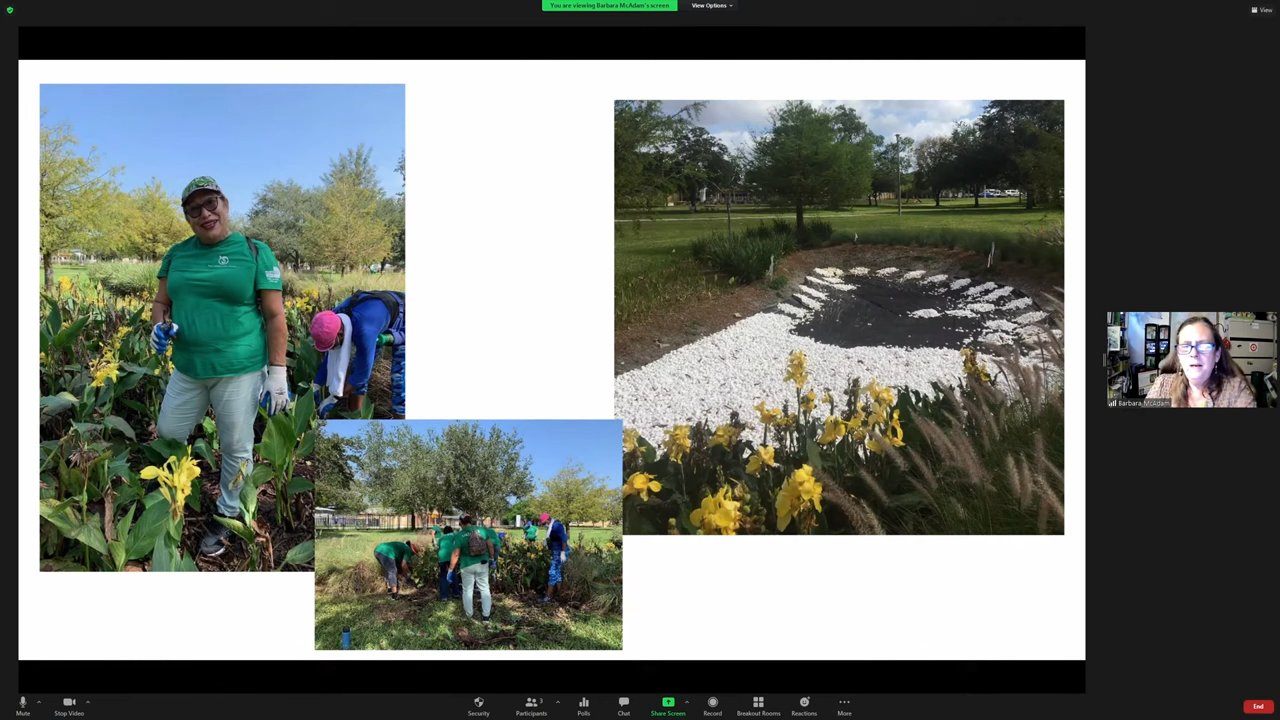 You are viewing Barbara McAdam's screen
View Options
View
Barbara McAdam
Mute
Stop Video
Security
Participants
3
Polls
Chat
Share Screen
Record
Breakout Rooms
Reactions
More
End